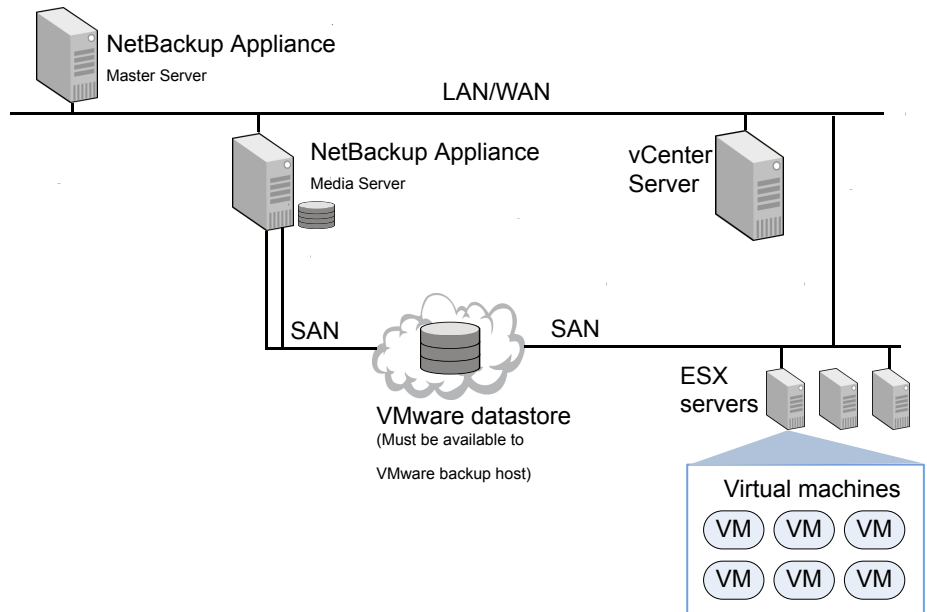 NetBackup Appliance
Master Server
LAN/WAN
NetBackup Appliance
Media Server
vCenter
Server
SAN
SAN
ESX
servers
VMware datastore
(Must be available to
VMware backup host)
Virtual machines
VM VM VM
VM VM VM